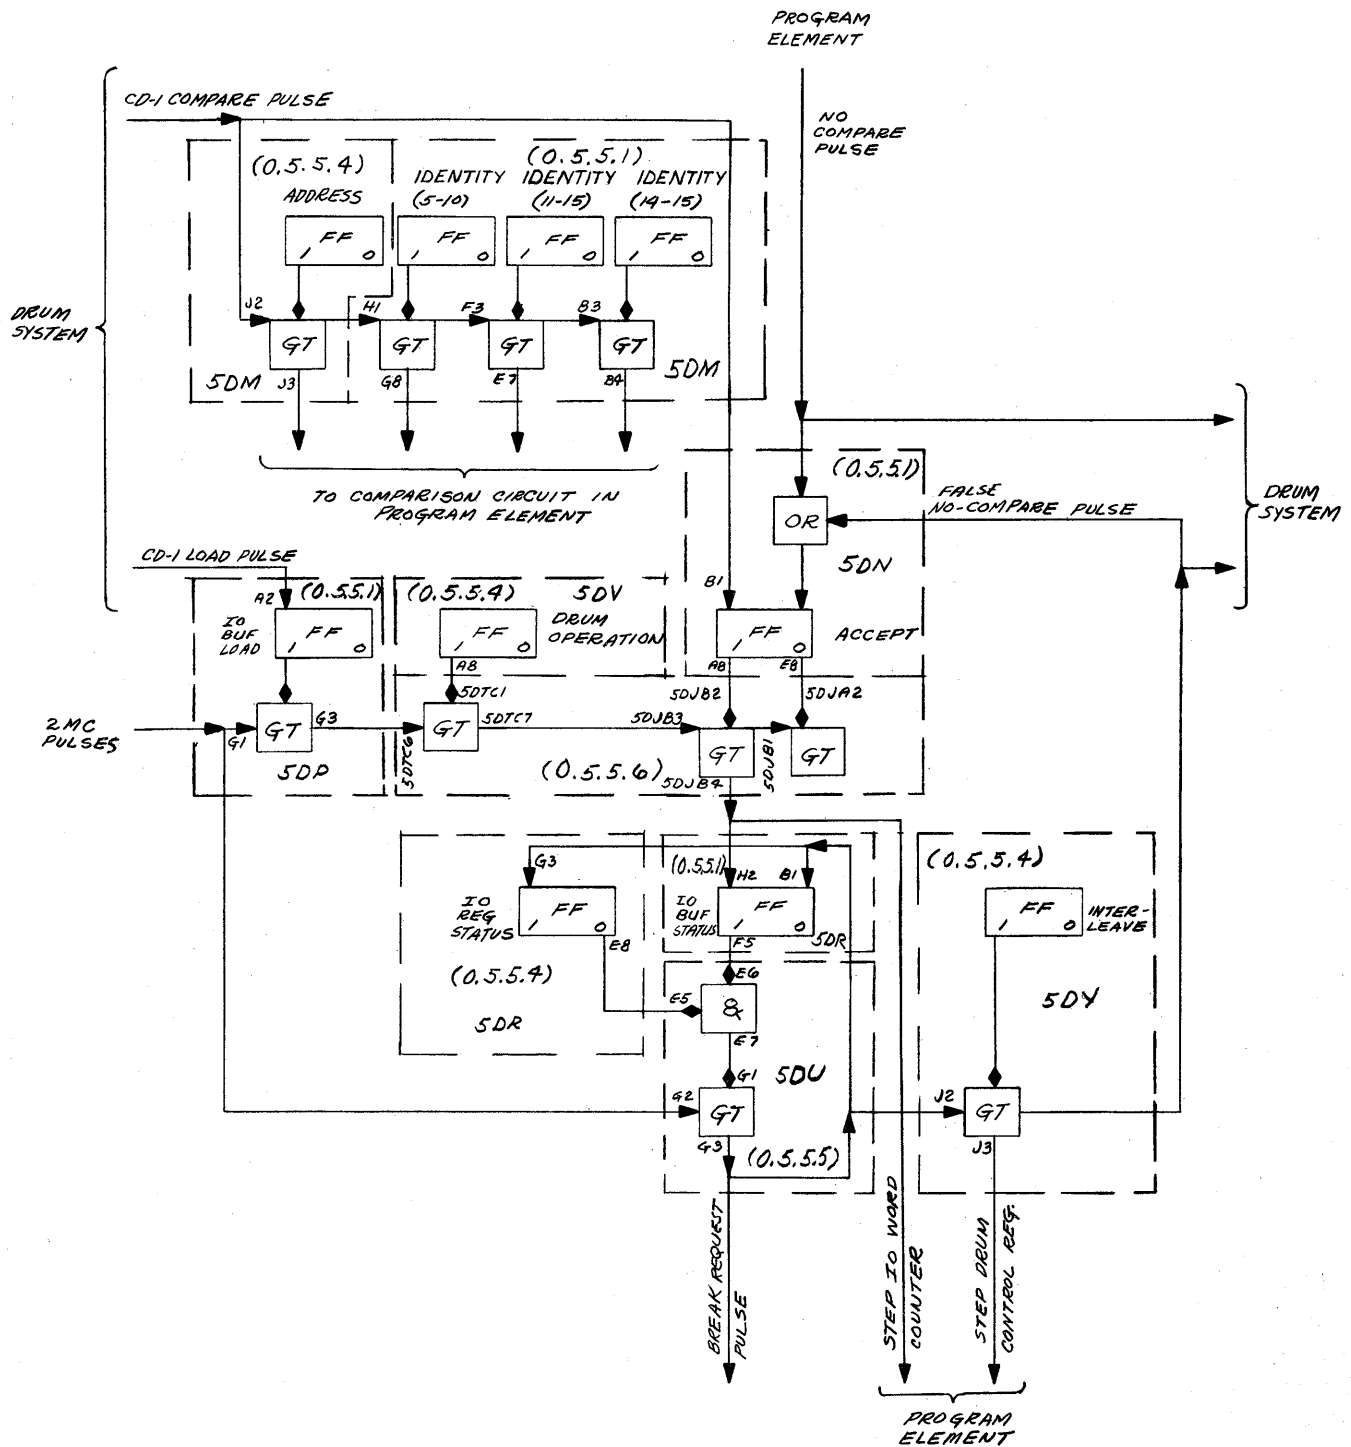 PROGRAM
ELEMENT
CD-1 COMPARE PULSE
NO
COMPARE
PULSE
(0.5.5.4)
(0.5.5.1)
ADDRESS
IDENTITY
(5-10)
IDENTITY
(11-15)
IDENTITY
(14-15)
1 FF 0
1 FF 0
1 FF 0
1 FF 0
DRUM
SYSTEM
J2
H1
F3
B3
GT
GT
GT
GT
5DM
J3
G8
E7
B4
5DM
TO COMPARISON CIRCUIT IN
PROGRAM ELEMENT
(0.5.5.1)
OR
FALSE
NO-COMPARE PULSE
DRUM
SYSTEM
5DN
CD-1 LOAD PULSE
A2
(0.5.5.1)
(0.5.5.4)
5DV
B1
IO
BUF
LOAD
1 FF 0
1 FF 0
DRUM
OPERATION
1 FF 0
ACCEPT
A8
A8
E8
5DTC1
5DJB2
5DJA2
2MC
PULSES
G1
GT
G3
5DTC6
GT
5DTC7
5DJB3
GT
5DJB1
GT
5DP
(0.5.5.6)
5DJB4
G3
(0.5.5.1)
H2
B1
(0.5.5.4)
IO
REG
STATUS
1 FF 0
E8
IO
BUF
STATUS
1 FF 0
F5
5DR
1 FF 0
INTER-
LEAVE
(0.5.5.4)
5DR
E6
E5
&
E7
5DY
G1
5DU
G2
GT
G3
J2
GT
J3
(0.5.5.5)
BREAK REQUEST
PULSE
STEP IO WORD
COUNTER
STEP DRUM
CONTROL REG.
PROGRAM
ELEMENT